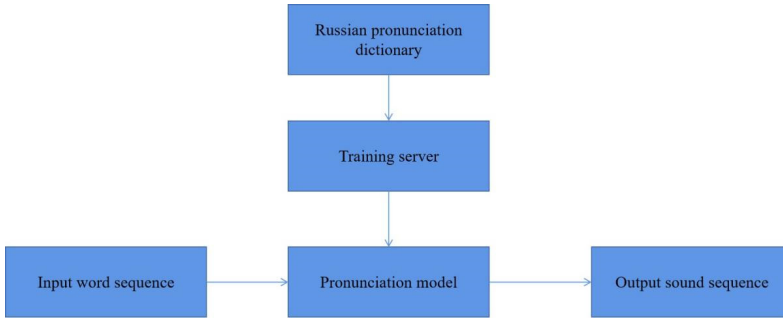 Russian pronunciation
dictionary
Training server
Input word sequence
Pronunciation model
Output sound sequence